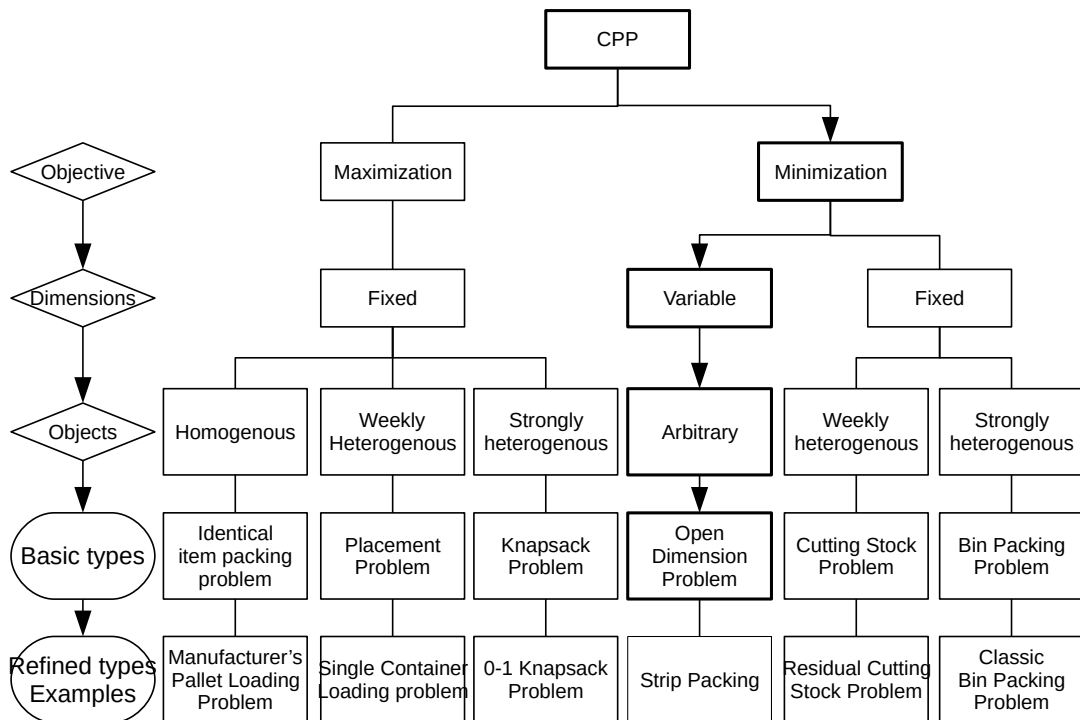 CPP
Objective
Maximization
Minimization
Dimensions
Fixed
Variable
Fixed
Objects
Homogenous
Weekly
Heterogenous
Strongly
heterogenous
Arbitrary
Weekly
heterogenous
Strongly
heterogenous
Basic types
Identical
item packing
problem
Placement
Problem
Knapsack
Problem
Open
Dimension
Problem
Cutting Stock
Problem
Bin Packing
Problem
Refined types
Examples
Manufacturer’s
Pallet Loading
Problem
Single Container
Loading problem
0-1 Knapsack
Problem
Strip Packing
Residual Cutting
Stock Problem
Classic
Bin Packing
Problem